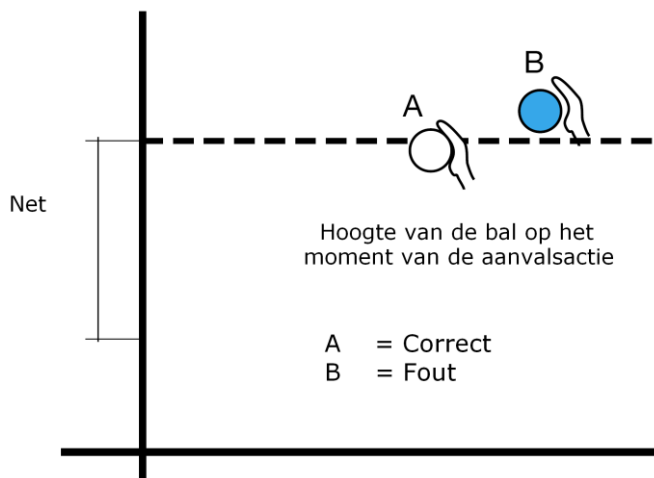 B
A
Net
Hoogte van de bal op het
moment van de aanvalsactie
A = Correct
B = Fout